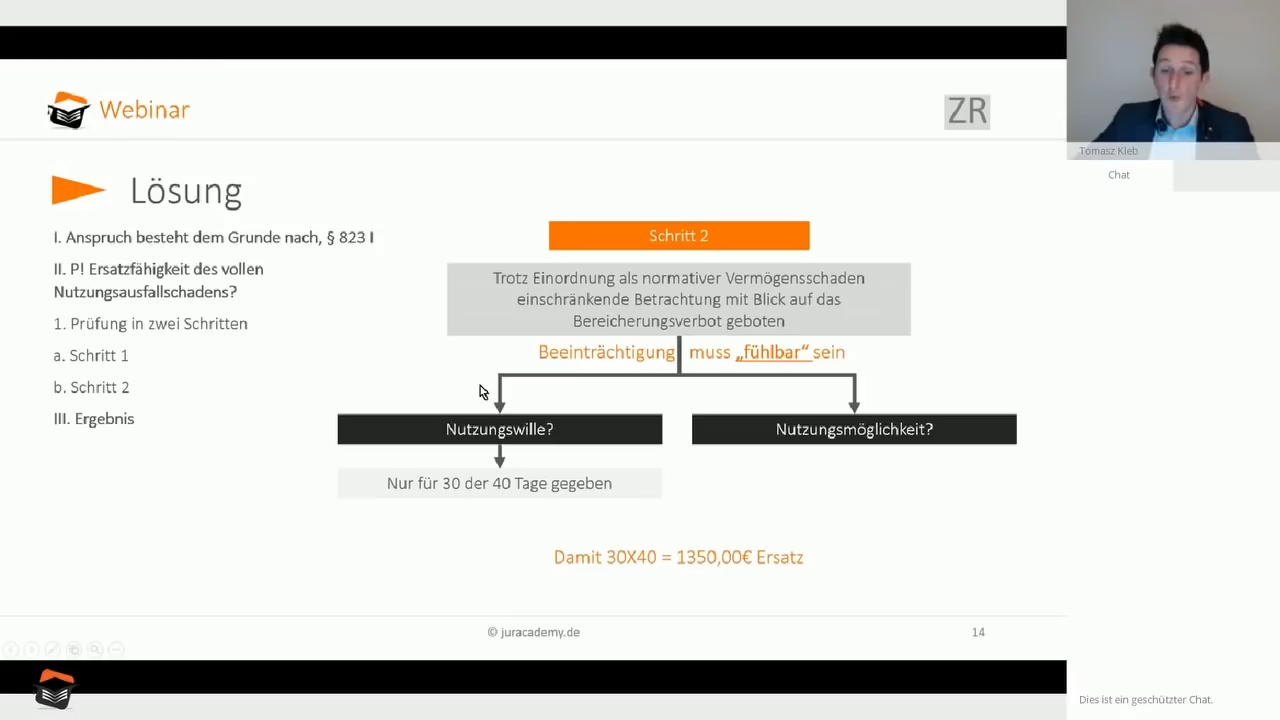 Webinar
ZR
Tomasz Kleb
Chat
Lösung
I. Anspruch besteht dem Grunde nach, § 823 I
II. P! Ersatzfähigkeit des vollen
Nutzungsausfallschadens?
1. Prüfung in zwei Schritten
a. Schritt 1
b. Schritt 2
III. Ergebnis
Schritt 2
Trotz Einordnung als normativer Vermögensschaden
einschränkende Betrachtung mit Blick auf das
Bereicherungsverbot geboten
Beeinträchtigung muss „fühlbar“ sein
Nutzungswille?
Nutzungsmöglichkeit?
Nur für 30 der 40 Tage gegeben
Damit 30X40 = 1350,00€ Ersatz
© juracademy.de
14
Dies ist ein geschützter Chat.